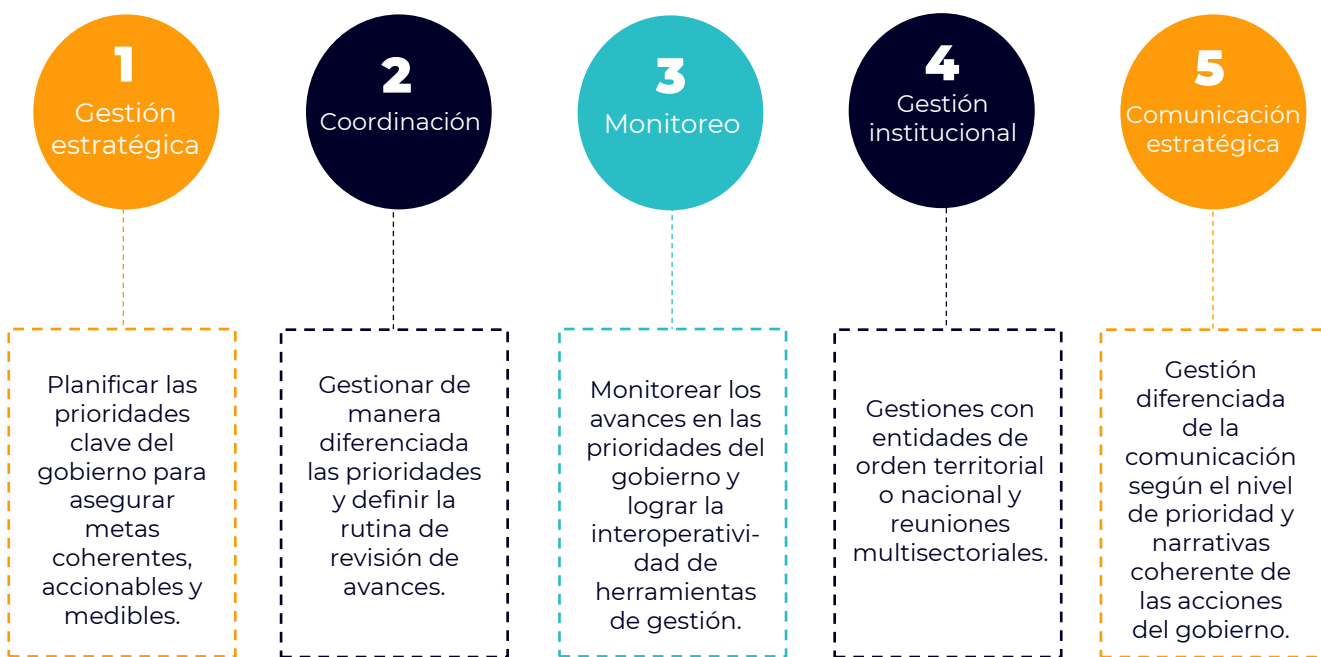 1
Gestión
estratégica
Planificar las
prioridades
clave del
gobierno para
asegurar
metas
coherentes,
accionables y
medibles.
2
Coordinación
Gestionar de
manera
diferenciada
las prioridades
y definir la
rutina de
revisión de
avances.
3
Monitoreo
Monitorear los
avances en las
prioridades del
gobierno y
lograr la
interoperativi-
dad de
herramientas
de gestión.
4
Gestión
institucional
Gestiones con
entidades de
orden territorial
o nacional y
reuniones
multisectoriales.
5
Comunicación
estratégica
Gestión
diferenciada
de la
comunicación
según el nivel
de prioridad y
narrativas
coherente de
las acciones
del gobierno.